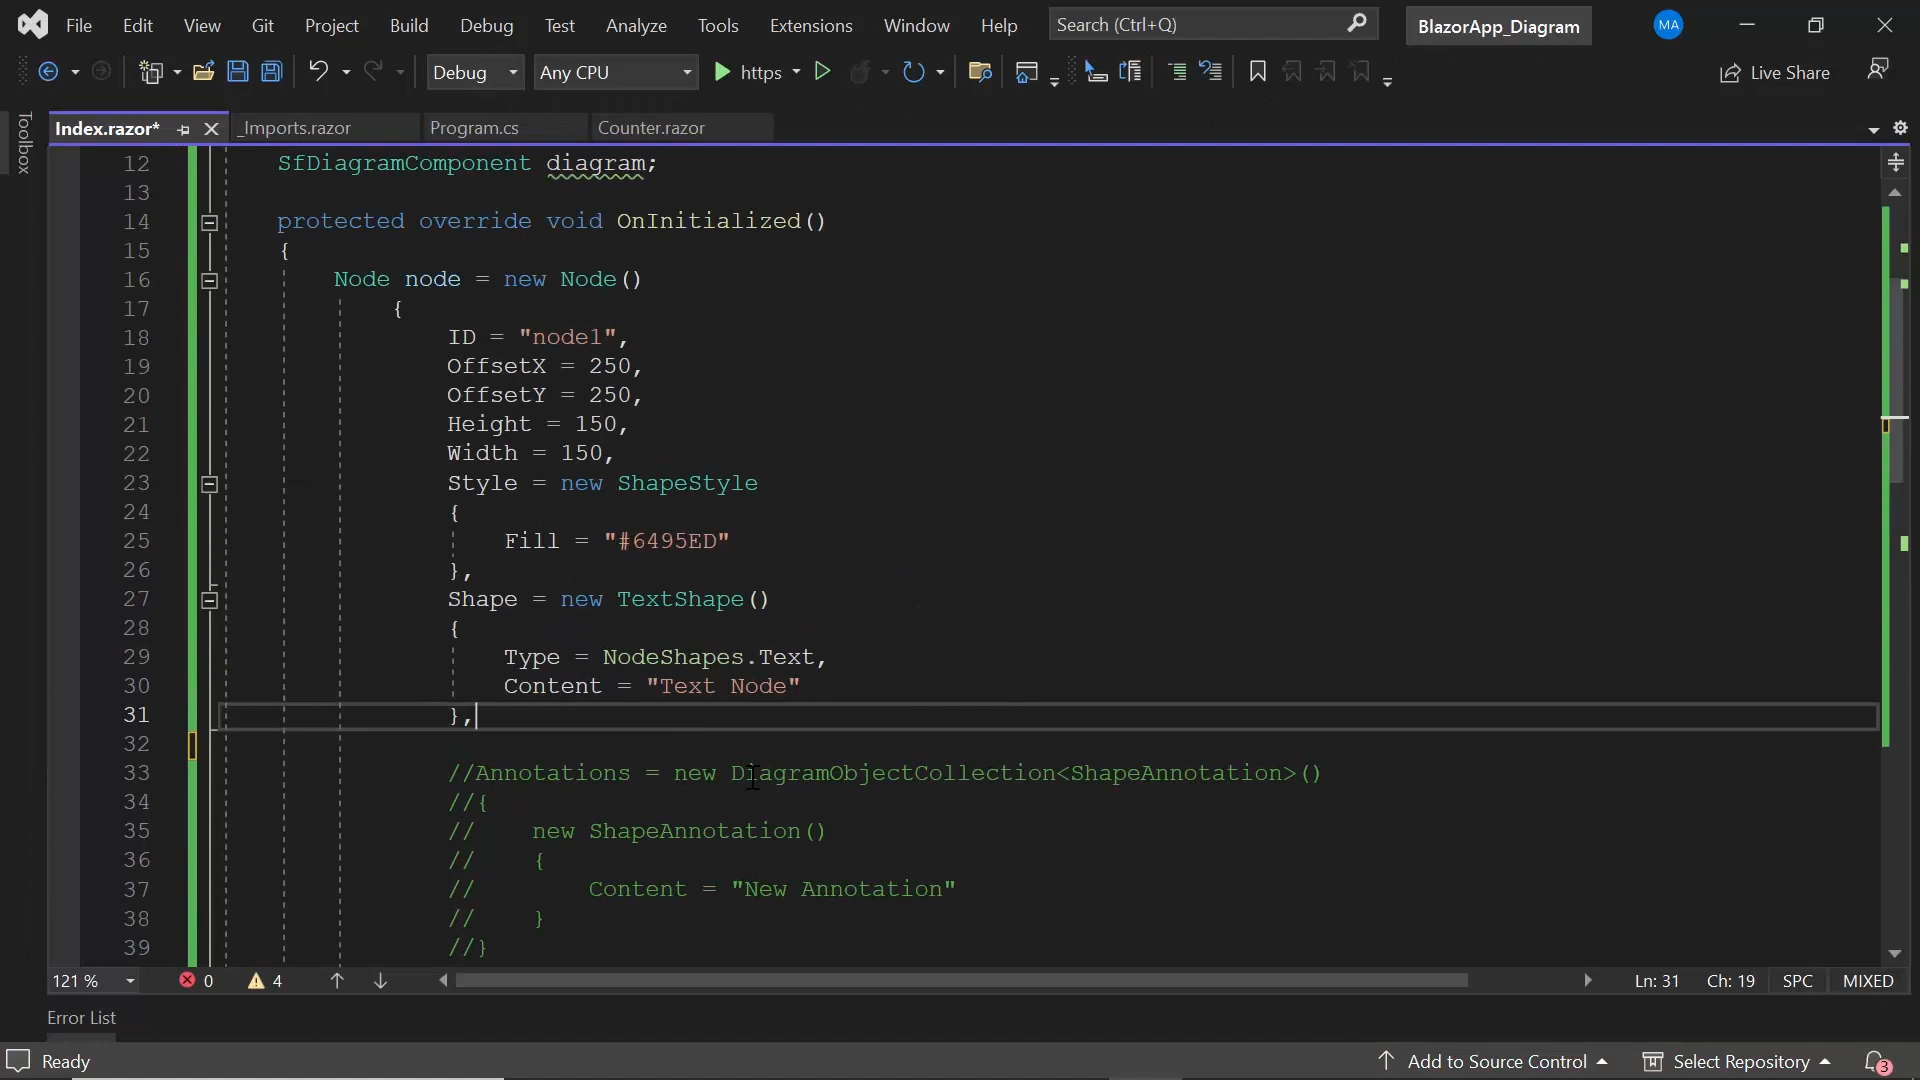 File Edit View Git Project Build Debug Test Analyze Tools Extensions Window Help Search (Ctrl+Q) BlazorApp_Diagram MA
Debug Any CPU https Live Share
Toolbox
Index.razor* _Imports.razor Program.cs Counter.razor
12 SfDiagramComponent diagram;
13
14 protected override void OnInitialized()
15 {
16 Node node = new Node()
17 {
18 ID = "node1",
19 OffsetX = 250,
20 OffsetY = 250,
21 Height = 150,
22 Width = 150,
23 Style = new ShapeStyle
24 {
25 Fill = "#6495ED"
26 },
27 Shape = new TextShape()
28 {
29 Type = NodeShapes.Text,
30 Content = "Text Node"
31 },
32
33 //Annotations = new DiagramObjectCollection<ShapeAnnotation>()
34 //{
35 // new ShapeAnnotation()
36 // {
37 // Content = "New Annotation"
38 // }
39 //}
121 % 0 4 Ln: 31 Ch: 19 SPC MIXED
Error List
Ready Add to Source Control Select Repository 3